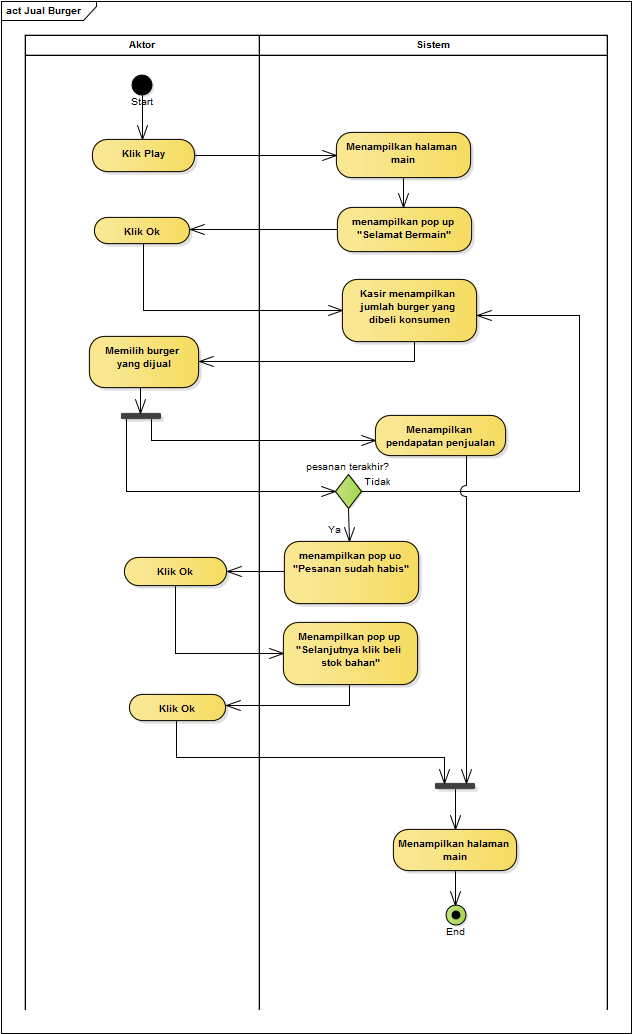 act Jual Burger
Aktor
Sistem
Start
Klik Play
Menampilkan halaman
main
menampilkan pop up
"Selamat Bermain"
Klik Ok
Kasir menampilkan
jumlah burger yang
dibeli konsumen
Memilih burger
yang dijual
Menampilkan
pendapatan penjualan
pesanan terakhir?
Tidak
Ya
menampilkan pop uo
"Pesanan sudah habis"
Klik Ok
Menampilkan pop up
"Selanjutnya klik beli
stok bahan"
Klik Ok
Menampilkan halaman
main
End